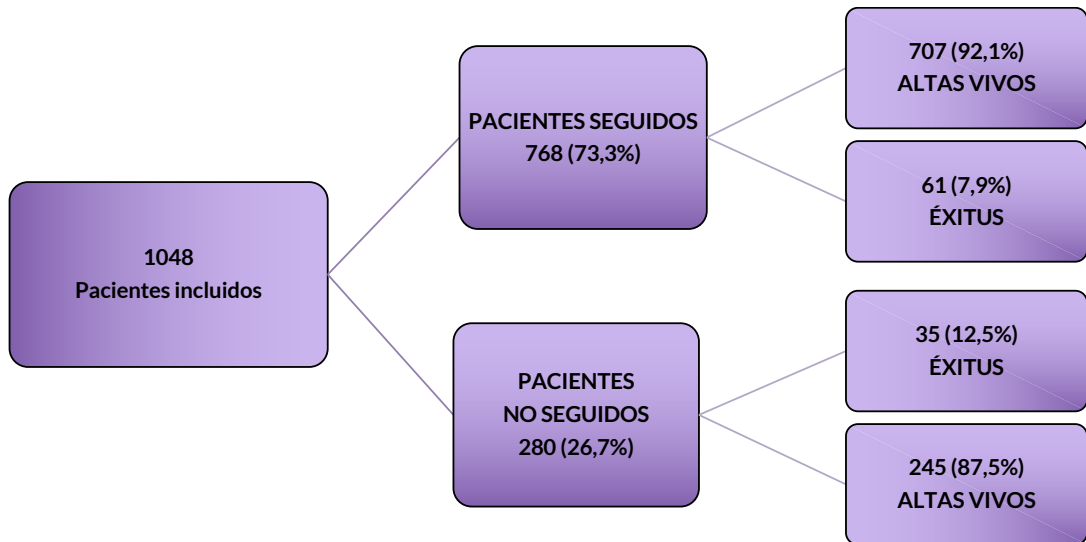 1048
Pacientes incluidos
PACIENTES SEGUIDOS
768 (73,3%)
707 (92,1%)
ALTAS VIVOS
61 (7,9%)
ÉXITUS
PACIENTES
NO SEGUIDOS
280 (26,7%)
35 (12,5%)
ÉXITUS
245 (87,5%)
ALTAS VIVOS